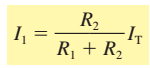 I₁ = R₂ / (R₁ + R₂) I_T